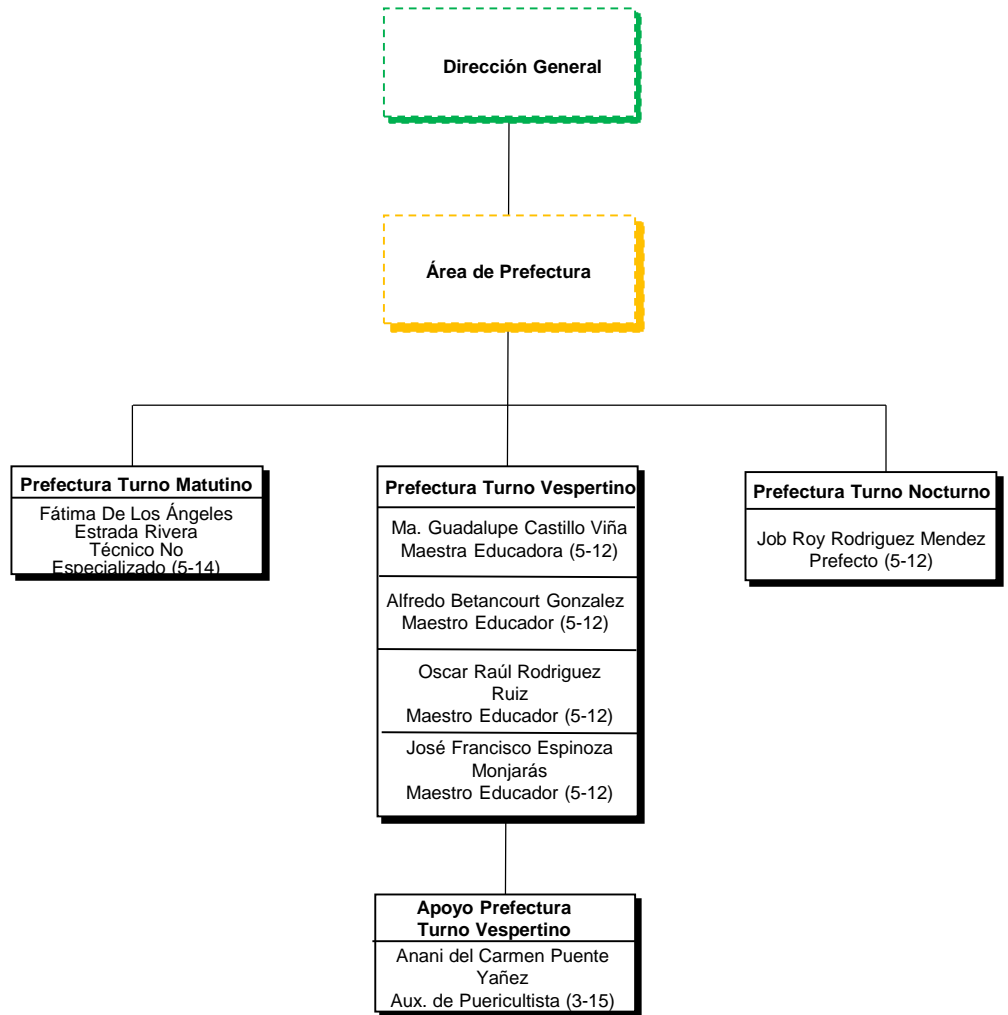 Dirección General
Área de Prefectura
Prefectura Turno Matutino
Fátima De Los Ángeles
Estrada Rivera
Técnico No
Especializado (5-14)
Prefectura Turno Vespertino
Ma. Guadalupe Castillo Viña
Maestra Educadora (5-12)
Alfredo Betancourt Gonzalez
Maestro Educador (5-12)
Oscar Raúl Rodriguez
Ruiz
Maestro Educador (5-12)
José Francisco Espinoza
Monjarás
Maestro Educador (5-12)
Prefectura Turno Nocturno
Job Roy Rodriguez Mendez
Prefecto (5-12)
Apoyo Prefectura
Turno Vespertino
Anani del Carmen Puente
Yañez
Aux. de Puericultista (3-15)